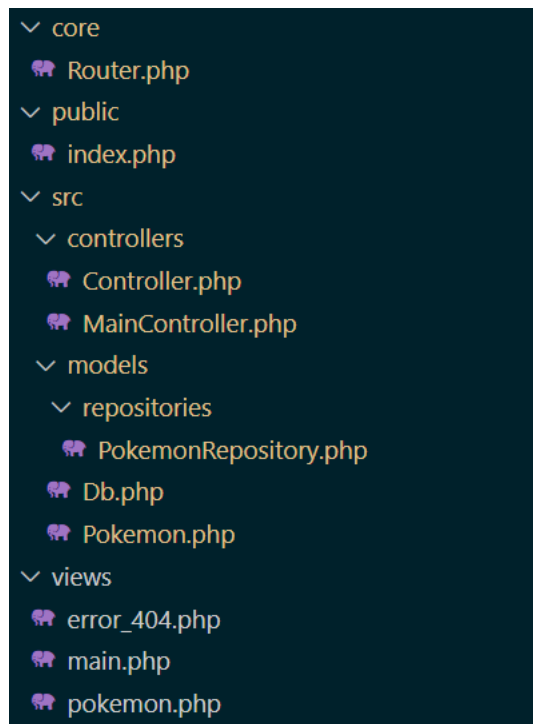 core
Router.php
public
index.php
src
controllers
Controller.php
MainController.php
models
repositories
PokemonRepository.php
Db.php
Pokemon.php
views
error_404.php
main.php
pokemon.php